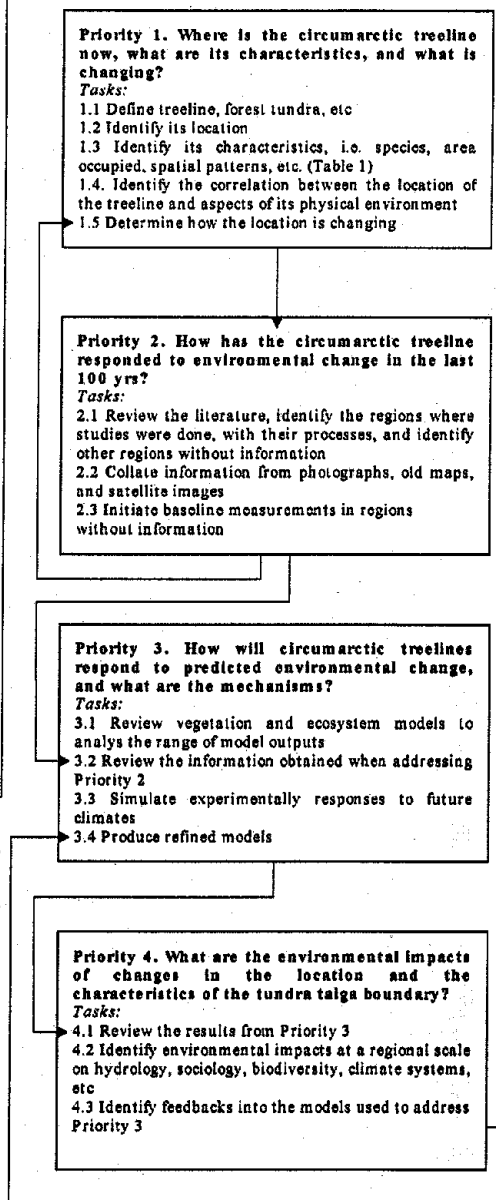 Priority 1. Where is the circumarctic treeline
now, what are its characteristics, and what is
changing?
Tasks:
1.1 Define treeline, forest tundra, etc
1.2 Identify its location
1.3 Identify its characteristics, i.e. species, area
occupied, spatial patterns, etc. (Table 1)
1.4. Identify the correlation between the location of
the treeline and aspects of its physical environment
1.5 Determine how the location is changing
Priority 2. How has the circumarctic treeline
responded to environmental change in the last
100 yrs?
Tasks:
2.1 Review the literature, identify the regions where
studies were done, with their processes, and identify
other regions without information
2.2 Collate information from photographs, old maps,
and satellite images
2.3 Initiate baseline measurements in regions
without information
Priority 3. How will circumarctic treelines
respond to predicted environmental change,
and what are the mechanisms?
Tasks:
3.1 Review vegetation and ecosystem models to
analys the range of model outputs
3.2 Review the information obtained when addressing
Priority 2
3.3 Simulate experimentally responses to future
climates
3.4 Produce refined models
Priority 4. What are the environmental impacts
of changes in the location and the
characteristics of the tundra taiga boundary?
Tasks:
4.1 Review the results from Priority 3
4.2 Identify environmental impacts at a regional scale
on hydrology, sociology, biodiversity, climate systems,
etc
4.3 Identify feedbacks into the models used to address
Priority 3